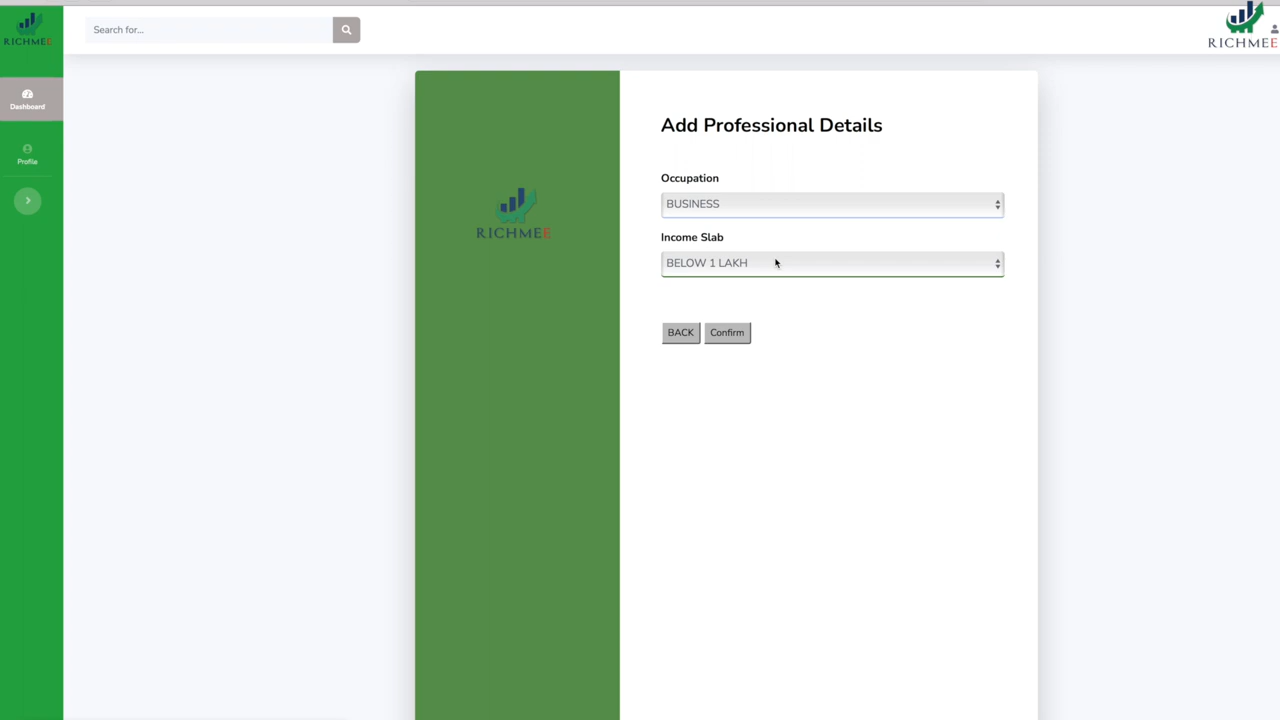 RICHMEE
Search for...
RICHMEE
Dashboard
Profile
RICHMEE
Add Professional Details
Occupation
BUSINESS
Income Slab
BELOW 1 LAKH
BACK
Confirm